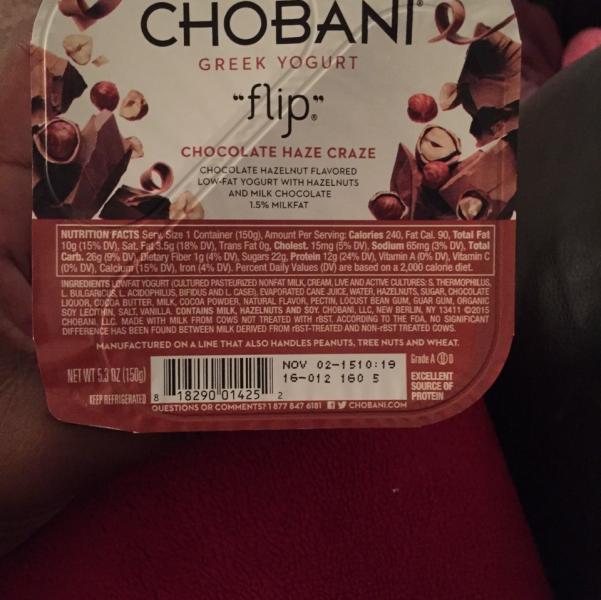 CHOBANI®
GREEK YOGURT
"flip"®
CHOCOLATE HAZE CRAZE
CHOCOLATE HAZELNUT FLAVORED
LOW-FAT YOGURT WITH HAZELNUTS
AND MILK CHOCOLATE
1.5% MILKFAT
NUTRITION FACTS Serv. Size 1 Container (150g), Amount Per Serving: Calories 240, Fat Cal. 90, Total Fat
10g (15% DV), Sat. Fat 3.5g (18% DV), Trans Fat 0g, Cholest. 15mg (5% DV), Sodium 65mg (3% DV), Total
Carb. 26g (9% DV), Dietary Fiber 1g (4% DV), Sugars 22g, Protein 12g (24% DV), Vitamin A (0% DV), Vitamin C
(0% DV), Calcium (15% DV), Iron (4% DV). Percent Daily Values (DV) are based on a 2,000 calorie diet.
INGREDIENTS: LOWFAT YOGURT (CULTURED PASTEURIZED NONFAT MILK, CREAM, LIVE AND ACTIVE CULTURES: S. THERMOPHILUS,
L. BULGARICUS, L. ACIDOPHILUS, BIFIDUS AND L. CASEI), EVAPORATED CANE JUICE, WATER, HAZELNUTS, SUGAR, CHOCOLATE
LIQUOR, COCOA BUTTER, MILK, COCOA POWDER, NATURAL FLAVOR, PECTIN, LOCUST BEAN GUM, GUAR GUM, ORGANIC
SOY LECITHIN, SALT, VANILLA. CONTAINS MILK, HAZELNUTS AND SOY. CHOBANI, LLC, NEW BERLIN, NY 13411 ©2015
CHOBANI, LLC. MADE WITH MILK FROM COWS NOT TREATED WITH rBST. ACCORDING TO THE FDA, NO SIGNIFICANT
DIFFERENCE HAS BEEN FOUND BETWEEN MILK DERIVED FROM rBST-TREATED AND NON-rBST TREATED COWS.
MANUFACTURED ON A LINE THAT ALSO HANDLES PEANUTS, TREE NUTS AND WHEAT.
NET WT 5.3 OZ (150g)
KEEP REFRIGERATED
8 18290 01425 2
NOV 02-1510:19
16-012 160 5
Grade A Ⓤ D
EXCELLENT
SOURCE OF
PROTEIN
QUESTIONS OR COMMENTS? 1 877 847 6181 CHOBANI.COM